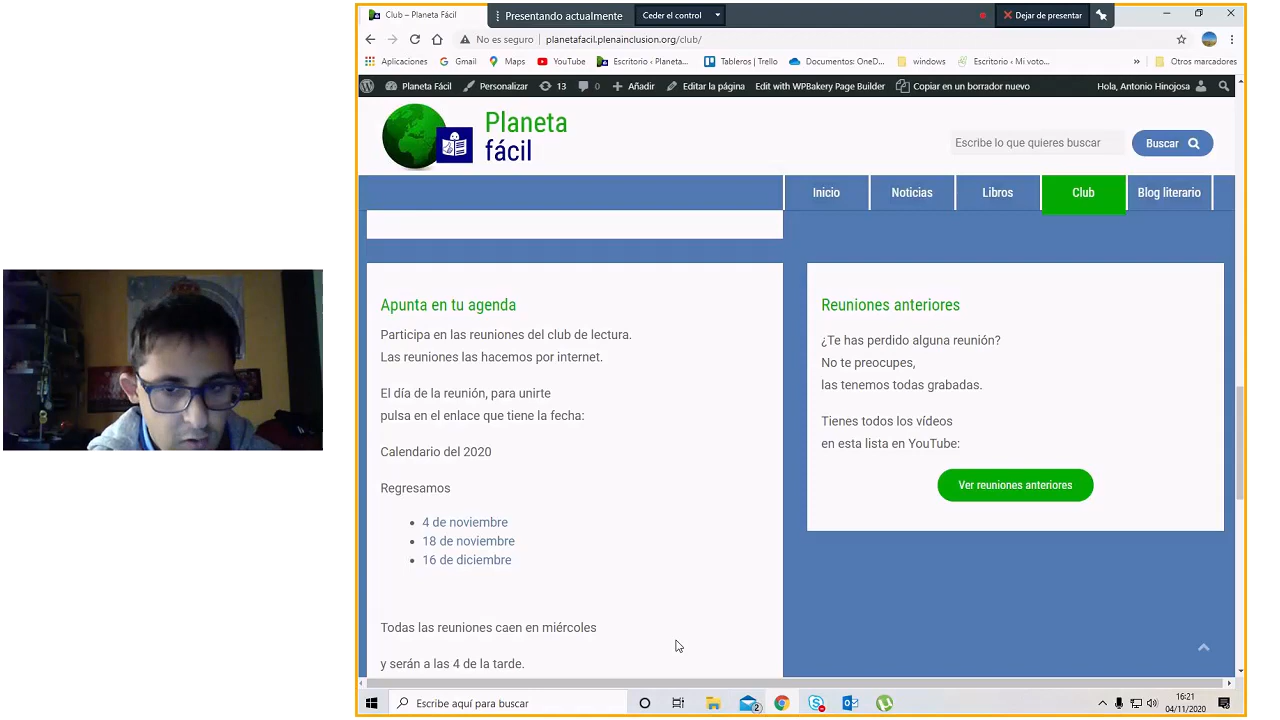 Club – Planeta Fácil
Presentando actualmente
Ceder el control
Dejar de presentar
No es seguro planetafacil.plenainclusion.org/club/
Aplicaciones Gmail Maps YouTube Escritorio ‹ Planeta... Tableros | Trello Documentos: OneD... windows Escritorio ‹ Mi voto... » Otros marcadores
Planeta Fácil Personalizar 13 0 Añadir Editar la página Edit with WPBakery Page Builder Copiar en un borrador nuevo Hola, Antonio Hinojosa
Planeta
fácil
Escribe lo que quieres buscar
Buscar
Inicio Noticias Libros Club Blog literario
Apunta en tu agenda
Participa en las reuniones del club de lectura.
Las reuniones las hacemos por internet.
El día de la reunión, para unirte
pulsa en el enlace que tiene la fecha:
Calendario del 2020
Regresamos
• 4 de noviembre
• 18 de noviembre
• 16 de diciembre
Todas las reuniones caen en miércoles
y serán a las 4 de la tarde.
Reuniones anteriores
¿Te has perdido alguna reunión?
No te preocupes,
las tenemos todas grabadas.
Tienes todos los vídeos
en esta lista en YouTube:
Ver reuniones anteriores
Escribe aquí para buscar
2
16:21
04/11/2020